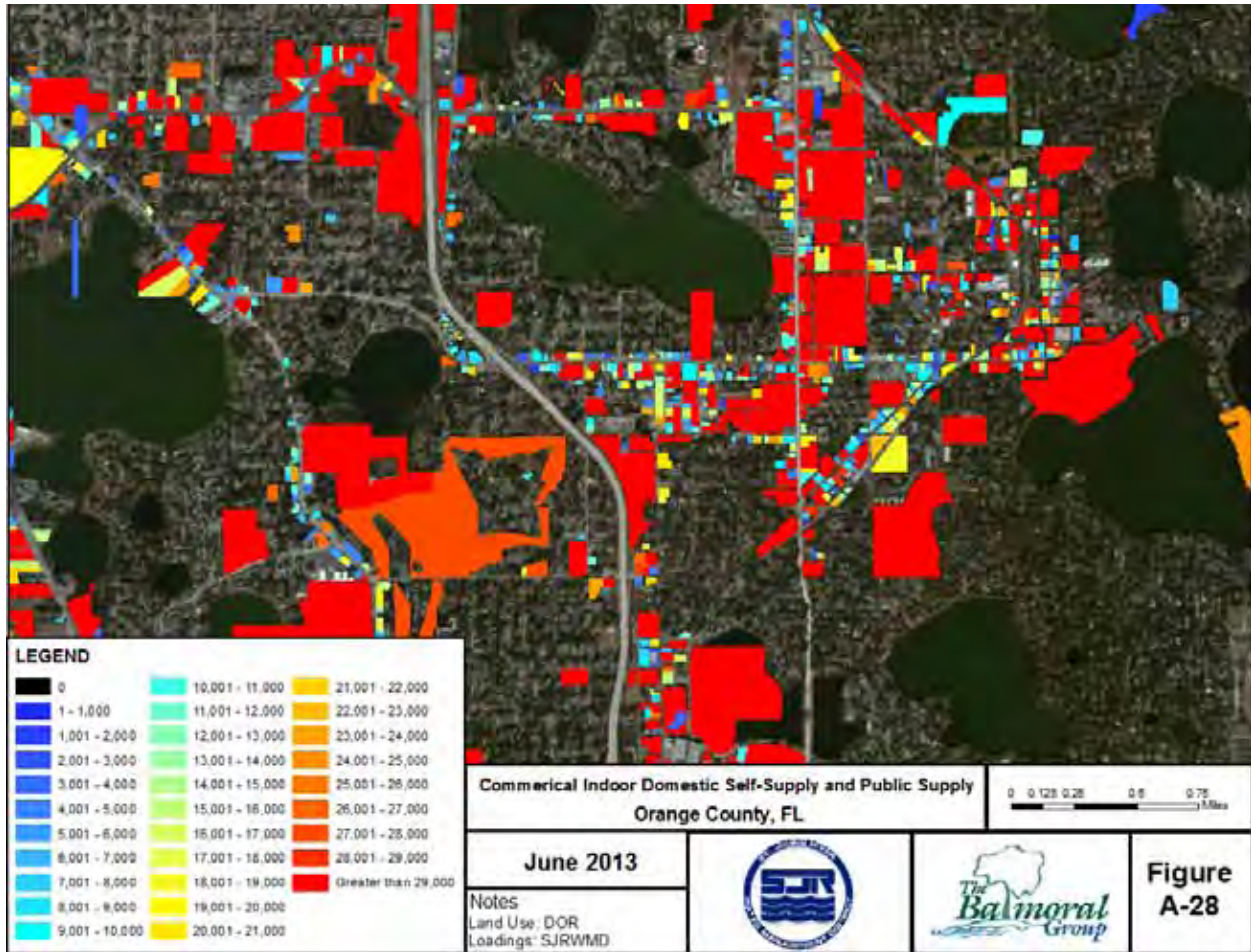 LEGEND
0
1 - 1,000
1,001 - 2,000
2,001 - 3,000
3,001 - 4,000
4,001 - 5,000
5,001 - 6,000
6,001 - 7,000
7,001 - 8,000
8,001 - 9,000
9,001 - 10,000
10,001 - 11,000
11,001 - 12,000
12,001 - 13,000
13,001 - 14,000
14,001 - 15,000
15,001 - 16,000
16,001 - 17,000
17,001 - 18,000
18,001 - 19,000
19,001 - 20,000
20,001 - 21,000
21,001 - 22,000
22,001 - 23,000
23,001 - 24,000
24,001 - 25,000
25,001 - 26,000
26,001 - 27,000
27,001 - 28,000
28,001 - 29,000
Greater than 29,000
Commerical Indoor Domestic Self-Supply and Public Supply
Orange County, FL
0 0.125 0.25 0.5 0.75
Miles
June 2013
Notes
Land Use: DOR
Loadings: SJRWMD
SJR
The
Balmoral
Group
Figure
A-28